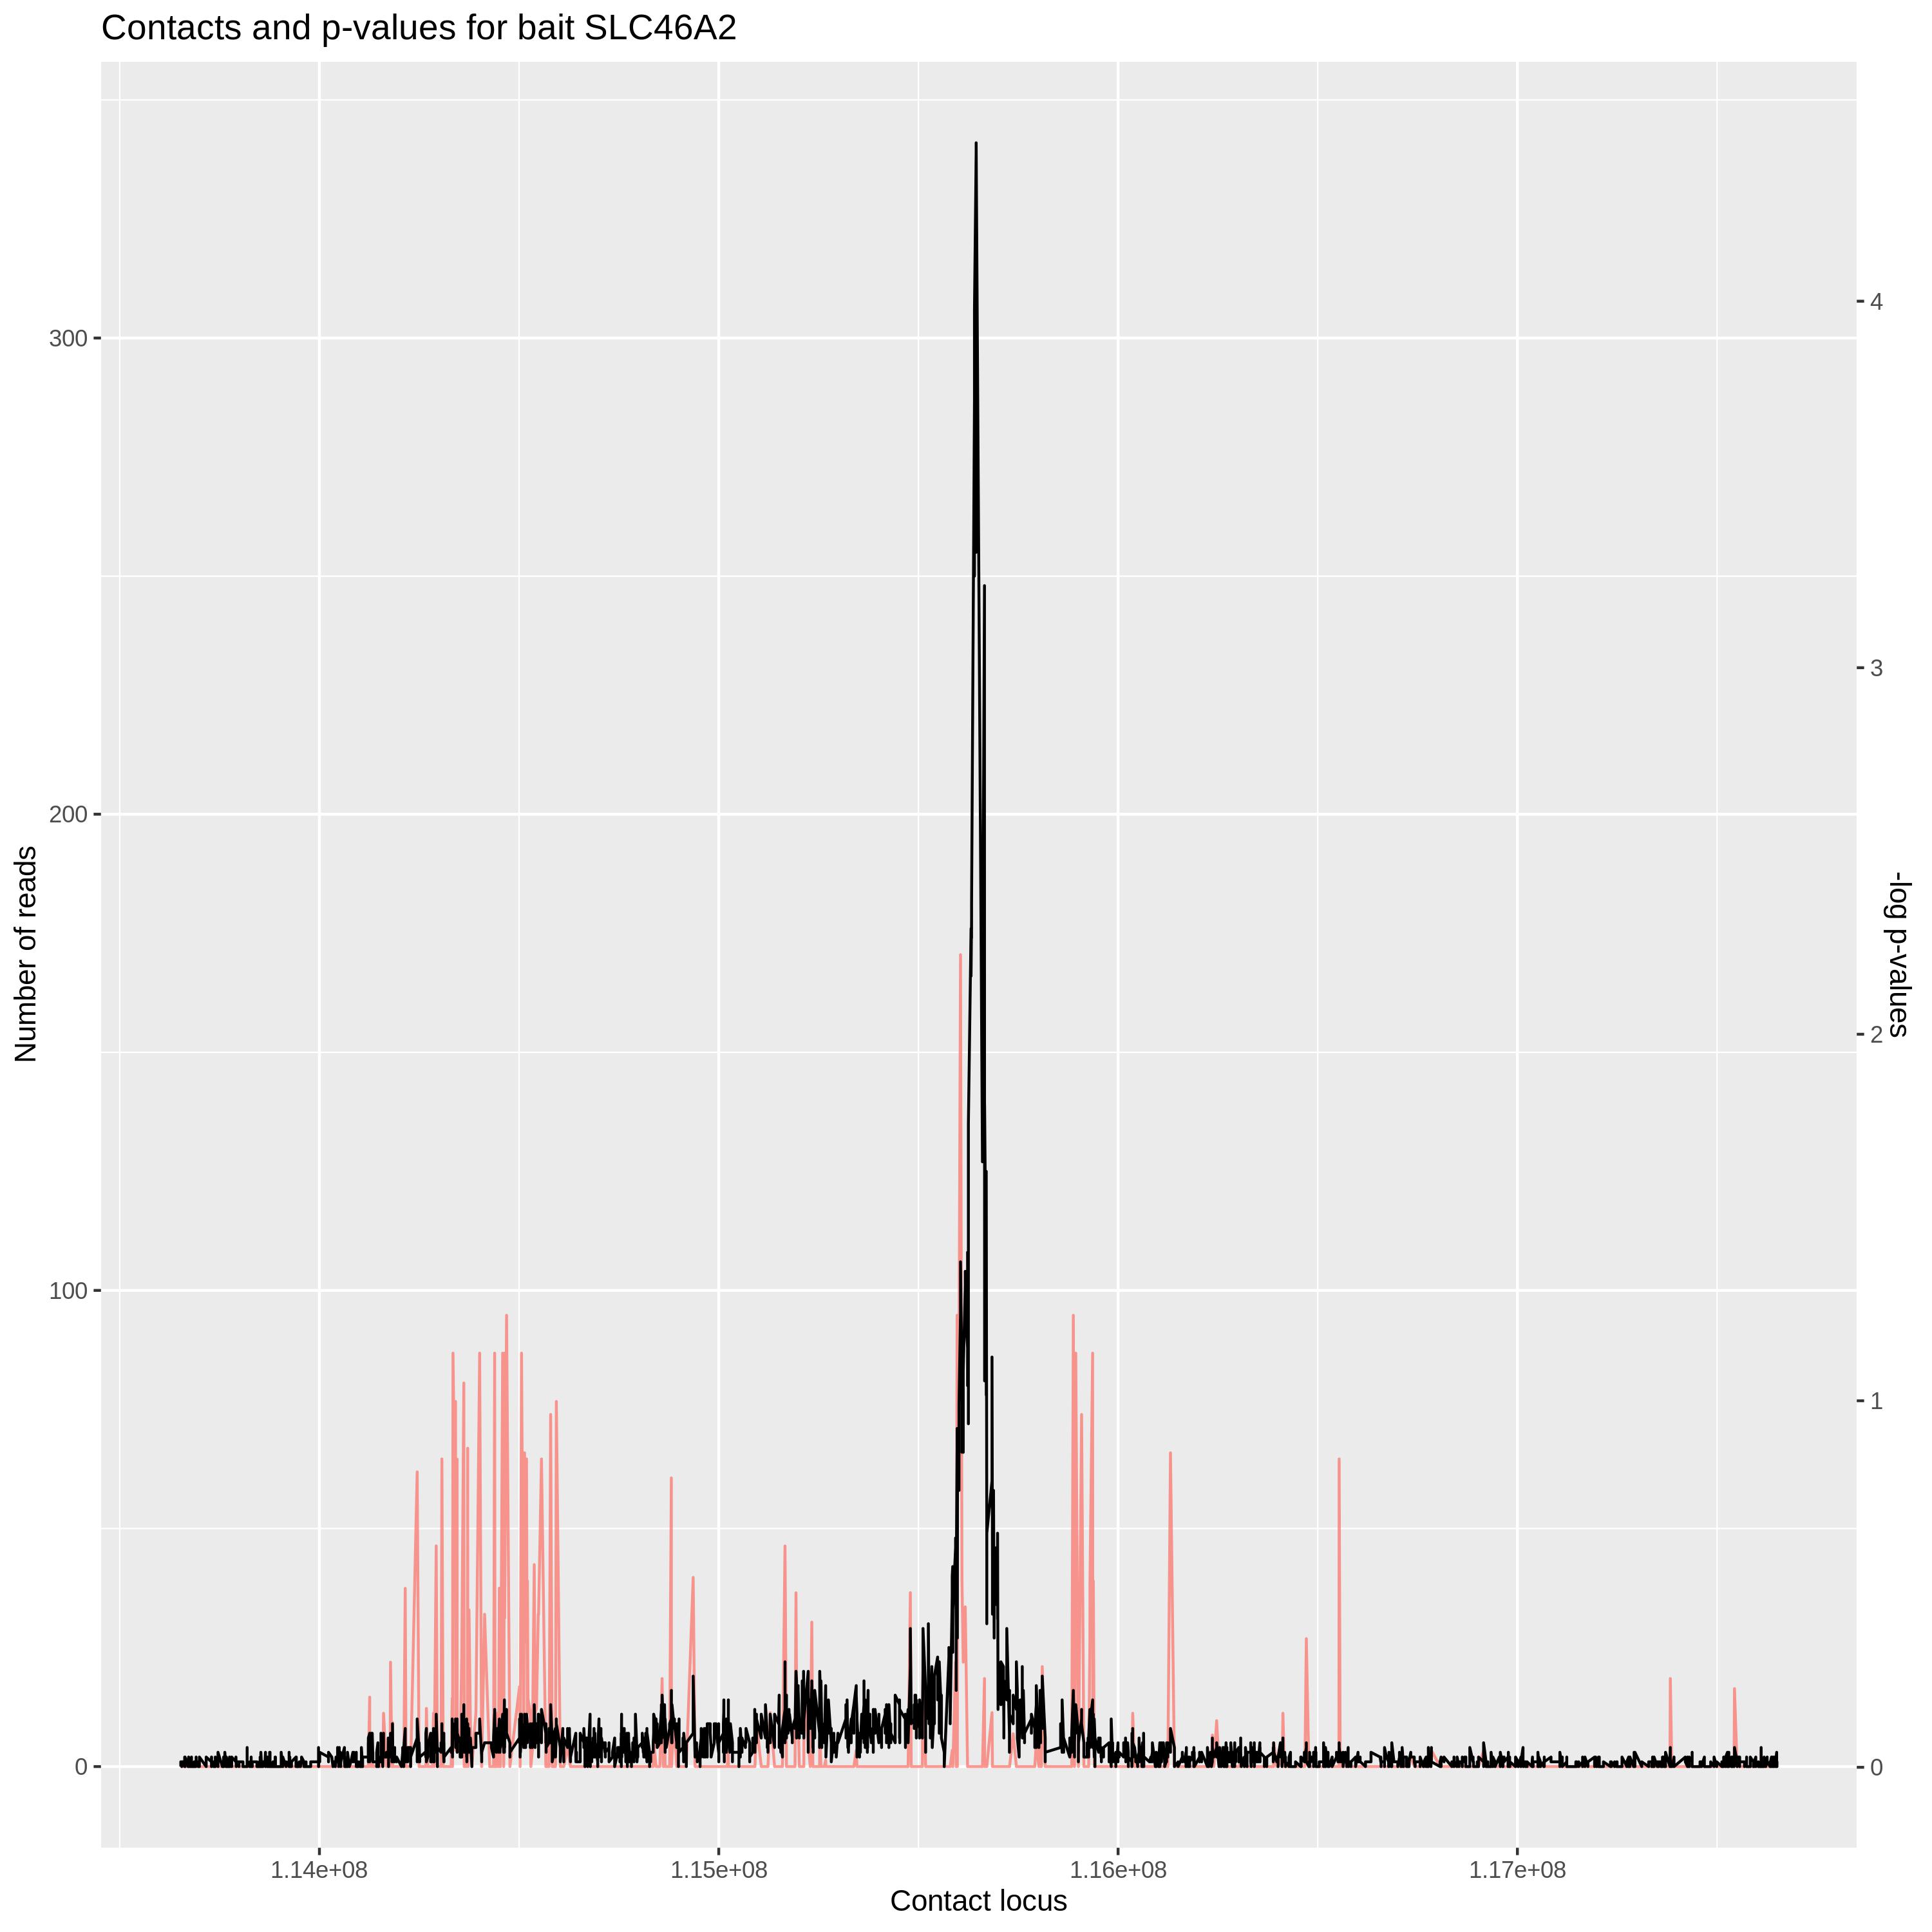 Contacts and p-values for bait SLC46A2
300
200
100
0
4
3
2
1
0
Number of reads
-log p-values
1.14e+08
1.15e+08
1.16e+08
1.17e+08
Contact locus